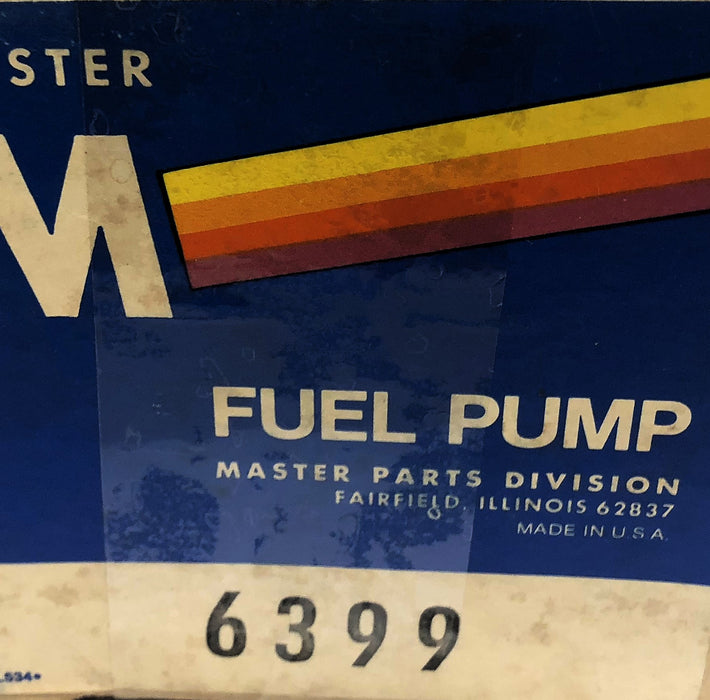 STER
M
FUEL PUMP
MASTER PARTS DIVISION
FAIRFIELD, ILLINOIS 62837
MADE IN U.S.A.
6399